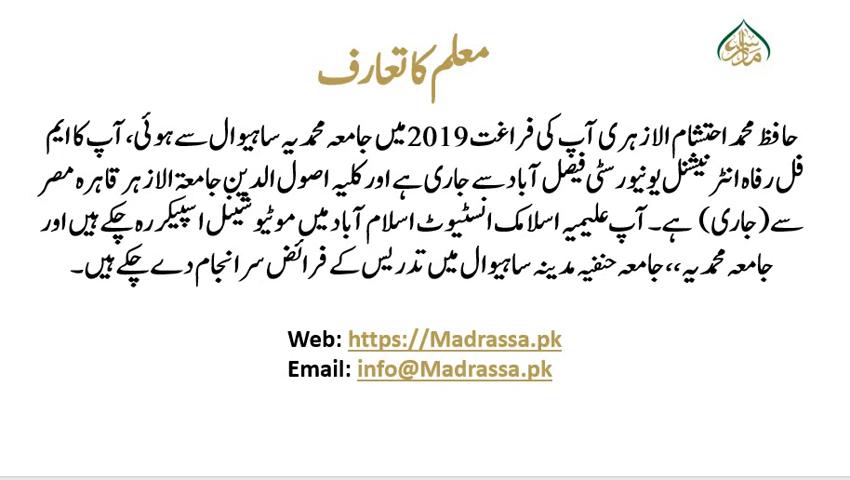 معلم کا تعارف
حافظ محمد احتشام الازہری آپ کی فراغت 2019 میں جامعہ محمدیہ ساہیوال سے ہوئی، آپ کا ایم
فل رفاہ انٹرنیشنل یونیورسٹی فیصل آباد سے جاری ہے اور کلیہ اصول الدین جامعۃ الازہر قاہرہ مصر
سے (جاری) ہے۔ آپ علیمیہ اسلامک انسٹیوٹ اسلام آباد میں موٹیوشینل اسپیکر رہ چکے ہیں اور
جامعہ محمدیہ،، جامعہ حنفیہ مدینہ ساہیوال میں تدریس کے فرائض سرانجام دے چکے ہیں۔
Web: https://Madrassa.pk
Email: info@Madrassa.pk